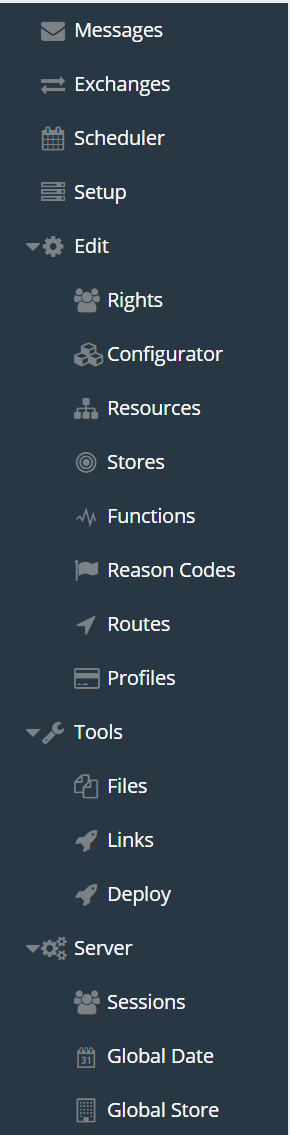 Messages
Exchanges
Scheduler
Setup
Edit
Rights
Configurator
Resources
Stores
Functions
Reason Codes
Routes
Profiles
Tools
Files
Links
Deploy
Server
Sessions
31 Global Date
Global Store